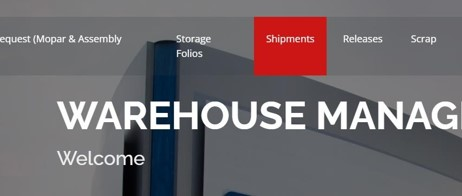 equest (Mopar & Assembly
Storage
Folios
Shipments
Releases
Scrap
WAREHOUSE MANAG
Welcome